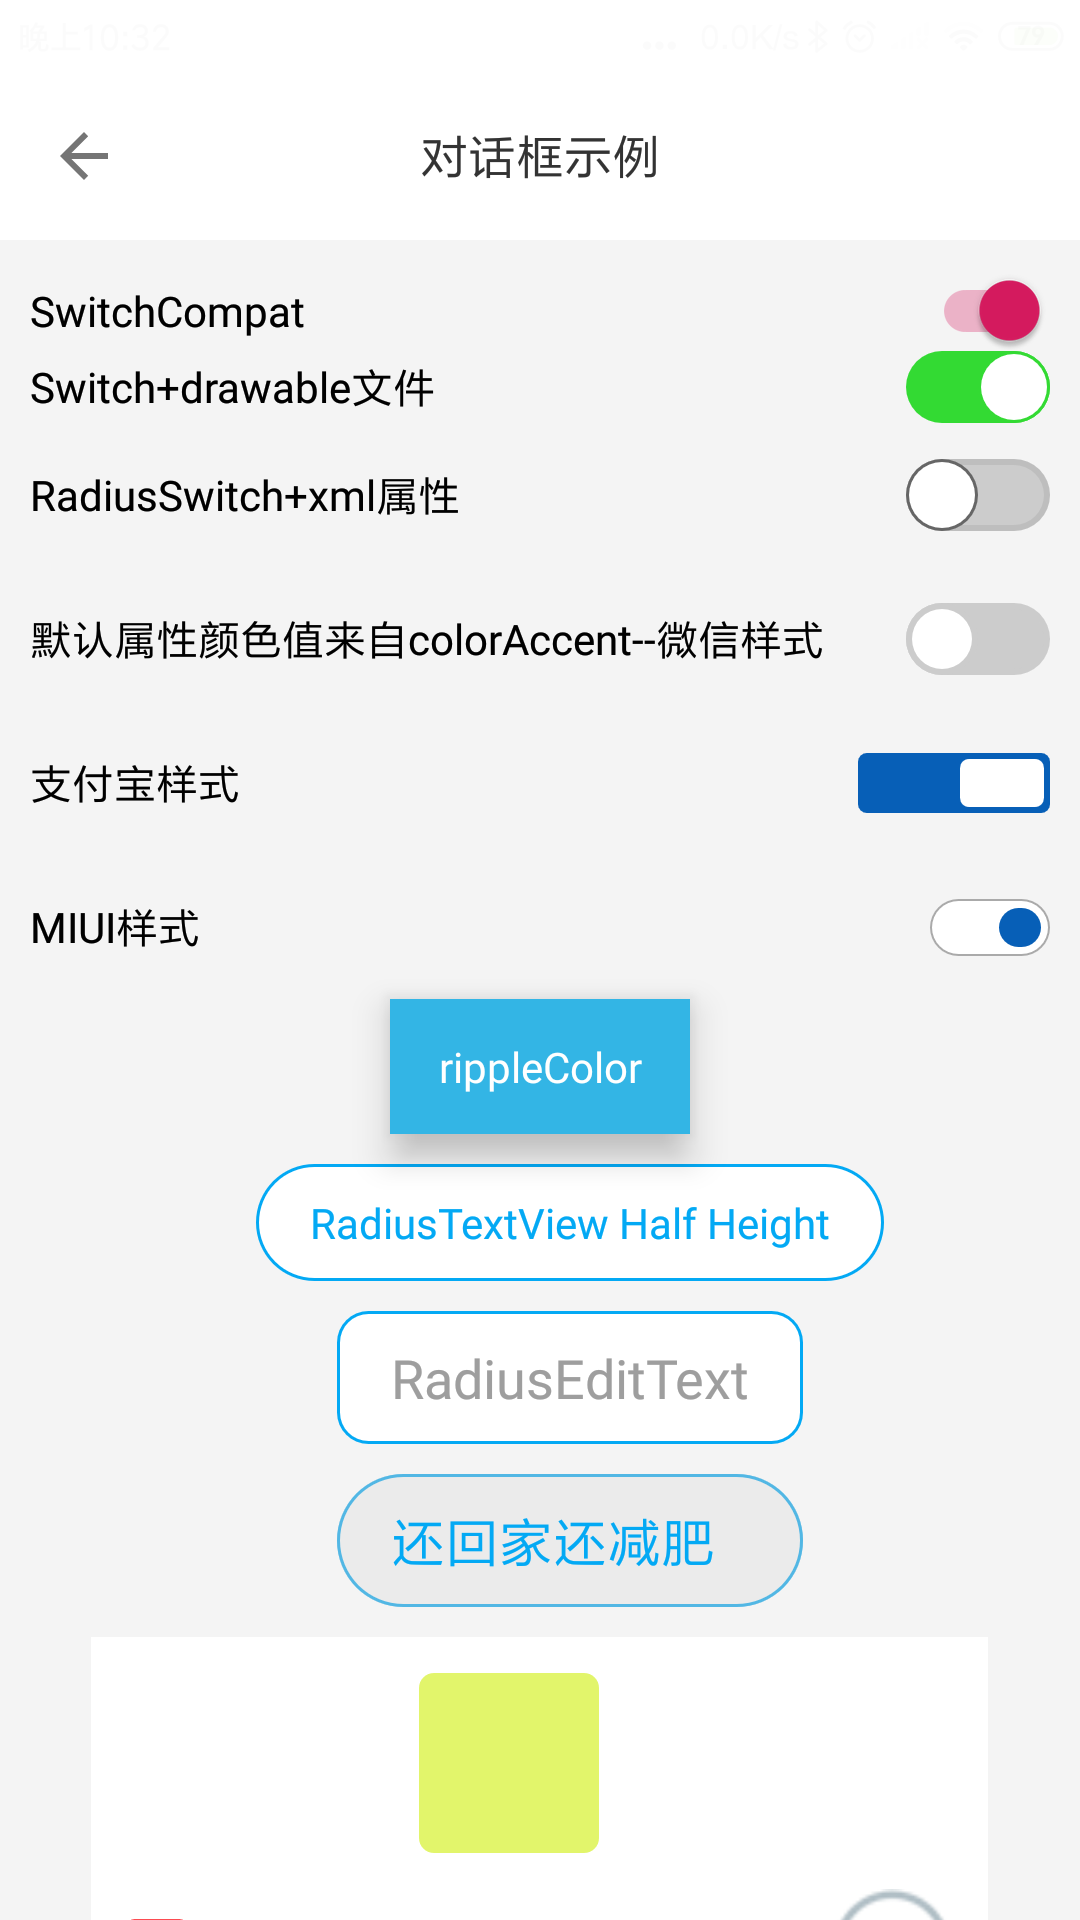 晚上10:32 ... 0.0K/s 79
对话框示例
SwitchCompat
Switch+drawable文件
RadiusSwitch+xml属性
默认属性颜色值来自colorAccent--微信样式
支付宝样式
MIUI样式
rippleColor
RadiusTextView Half Height
RadiusEditText
还回家还减肥